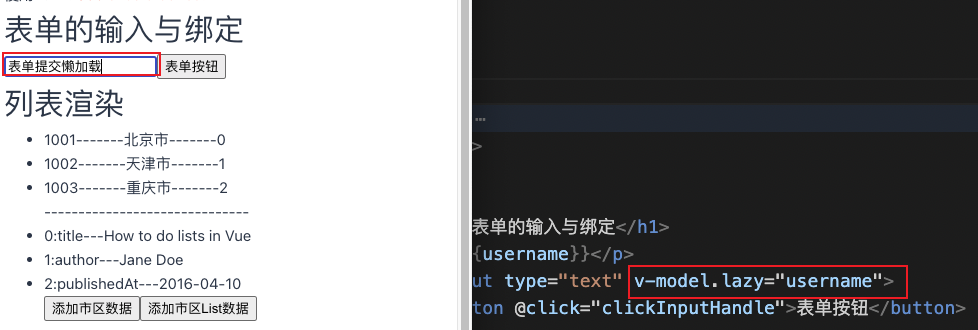 表单的输入与绑定
表单提交懒加载 表单按钮
列表渲染
1001-------北京市-------0
1002-------天津市-------1
1003-------重庆市-------2
------------------------------
0:title---How to do lists in Vue
1:author---Jane Doe
2:publishedAt---2016-04-10
添加市区数据 添加市区List数据
…
>
表单的输入与绑定</h1>
{username}}</p>
ut type="text" v-model.lazy="username">
ton @click="clickInputHandle">表单按钮</button>